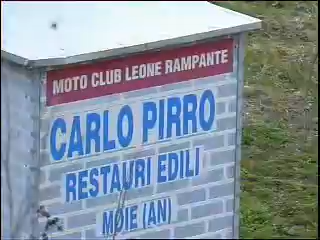 MOTO CLUB LEONE RAMPANTE
CARLO PIRRO
RESTAURI EDILI
MOIE (AN)